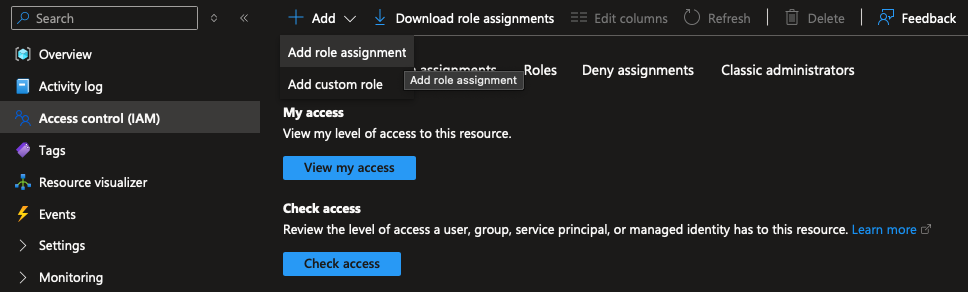 Search
Add
Download role assignments
Edit columns
Refresh
Delete
Feedback
Add role assignment
Add custom role
assignments
Roles
Deny assignments
Classic administrators
Add role assignment
Overview
Activity log
Access control (IAM)
Tags
Resource visualizer
Events
Settings
Monitoring
My access
View my level of access to this resource.
View my access
Check access
Review the level of access a user, group, service principal, or managed identity has to this resource. Learn more
Check access